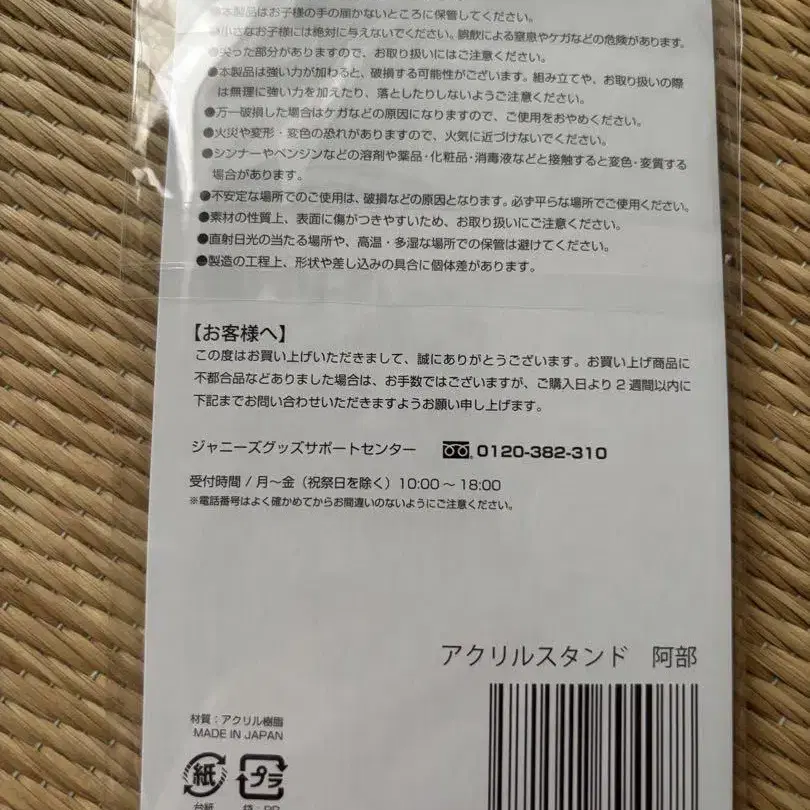 ●本製品はお子様の手の届かないところに保管してください。
●小さなお子様には絶対に与えないでください。誤飲による窒息やケガなどの危険があります。
●尖った部分がありますので、お取り扱いにはご注意ください。
●本製品は強い力が加わると、破損する可能性がございます。組み立てや、お取り扱いの際
は無理に強い力を加えたり、落としたりしないようご注意ください。
●万一破損した場合はケガなどの原因になりますので、ご使用をおやめください。
●火災や変形・変色の恐れがありますので、火気に近づけないでください。
●シンナーやベンジンなどの溶剤や薬品・化粧品・消毒液などと接触すると変色・変質する
場合があります。
●不安定な場所でのご使用は、破損などの原因となります。必ず平らな場所でご使用ください。
●素材の性質上、表面に傷がつきやすいため、お取り扱いにご注意ください。
●直射日光の当たる場所や、高温・多湿な場所での保管は避けてください。
●製造の工程上、形状や差し込みの具合に個体差があります。
【お客様へ】
この度はお買い上げいただきまして、誠にありがとうございます。お買い上げ商品に
不都合品などありました場合は、お手数ではございますが、ご購入日より2週間以内に
下記までお問い合わせいただきますようお願い申し上げます。
ジャニーズグッズサポートセンター 0120-382-310
受付時間 / 月〜金（祝祭日を除く）10:00〜18:00
※電話番号はよく確かめてからお間違いのないようにご注意ください。
アクリルスタンド 阿部
材質：アクリル樹脂
MADE IN JAPAN
紙 プラ
台紙 袋：PP